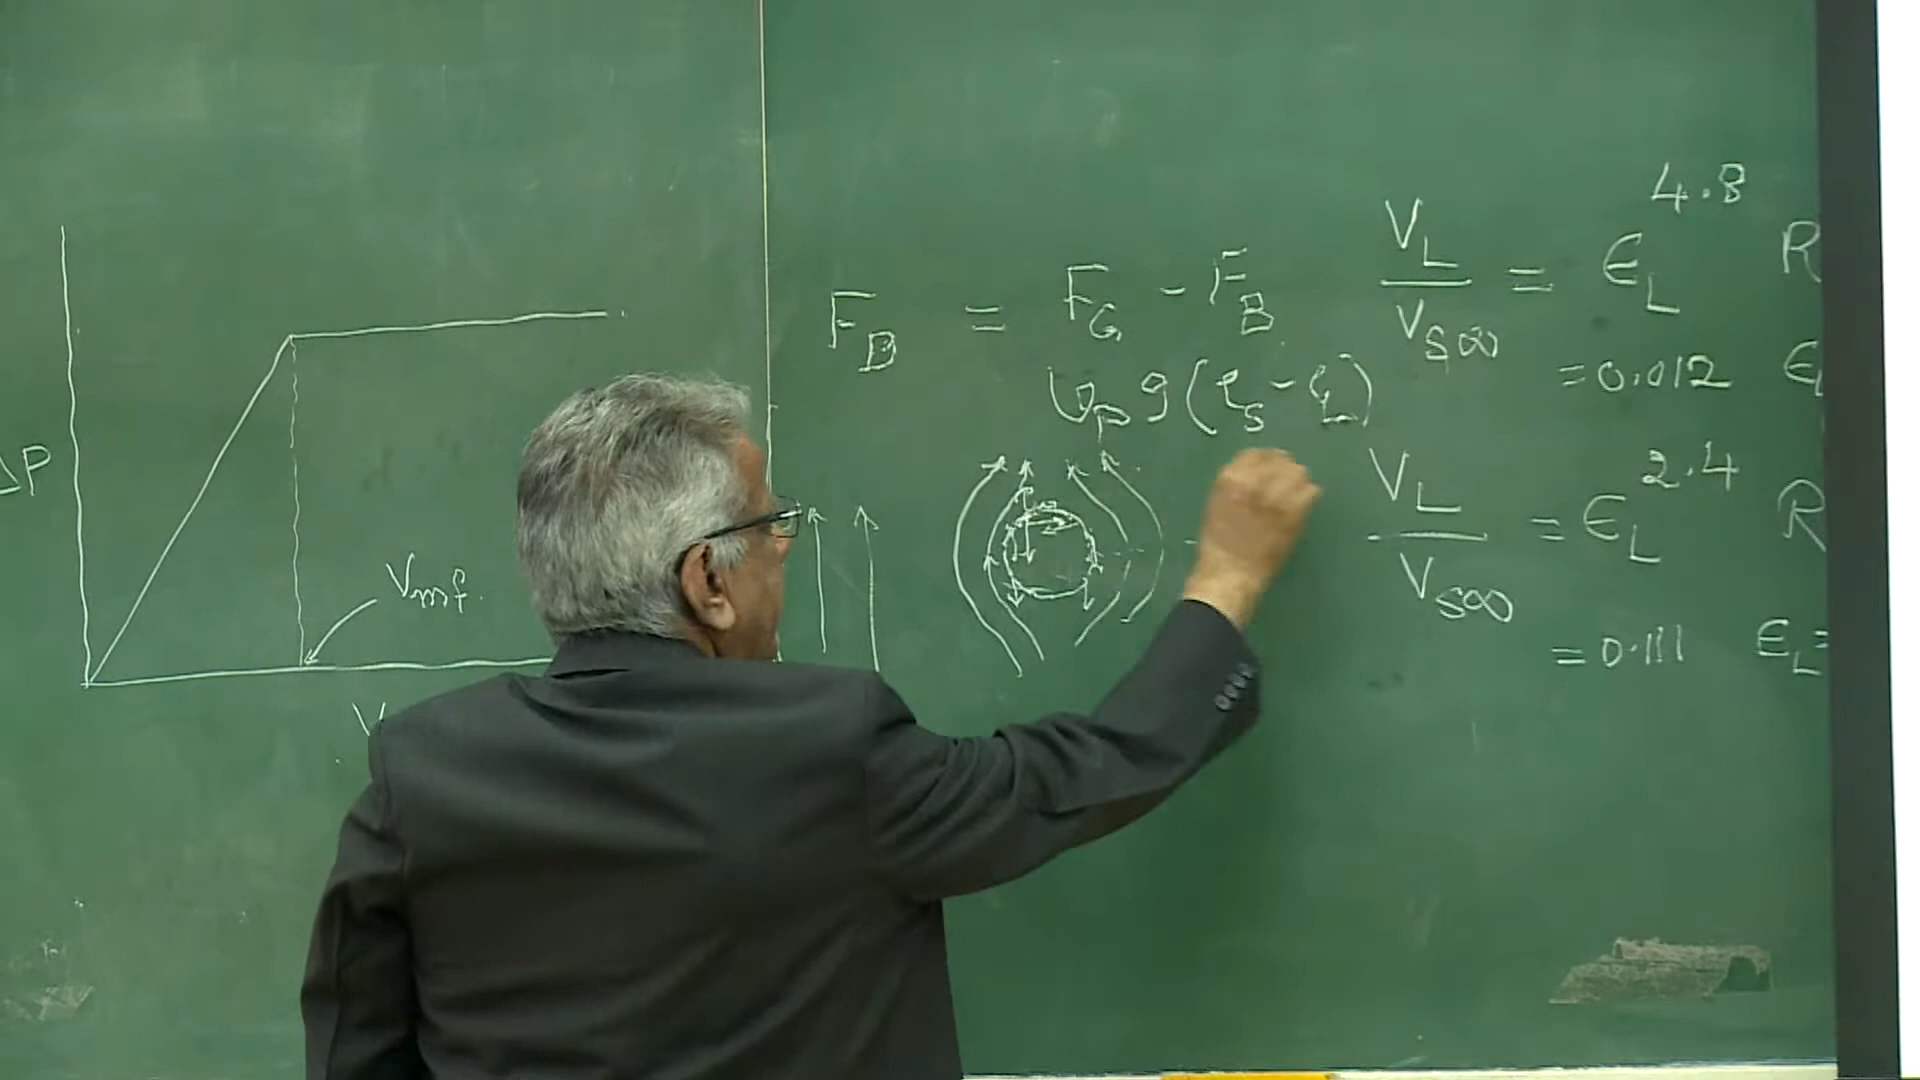 ΔP
V_mf.
V
F_B = F_G - F_B
v_p g (ρ_s - ρ_L)
V_L / V_s∞ = ϵ_L^4.8 R
= 0.012 ϵ_L
V_L / V_s∞ = ϵ_L^2.4 R
= 0.111 ϵ_L =